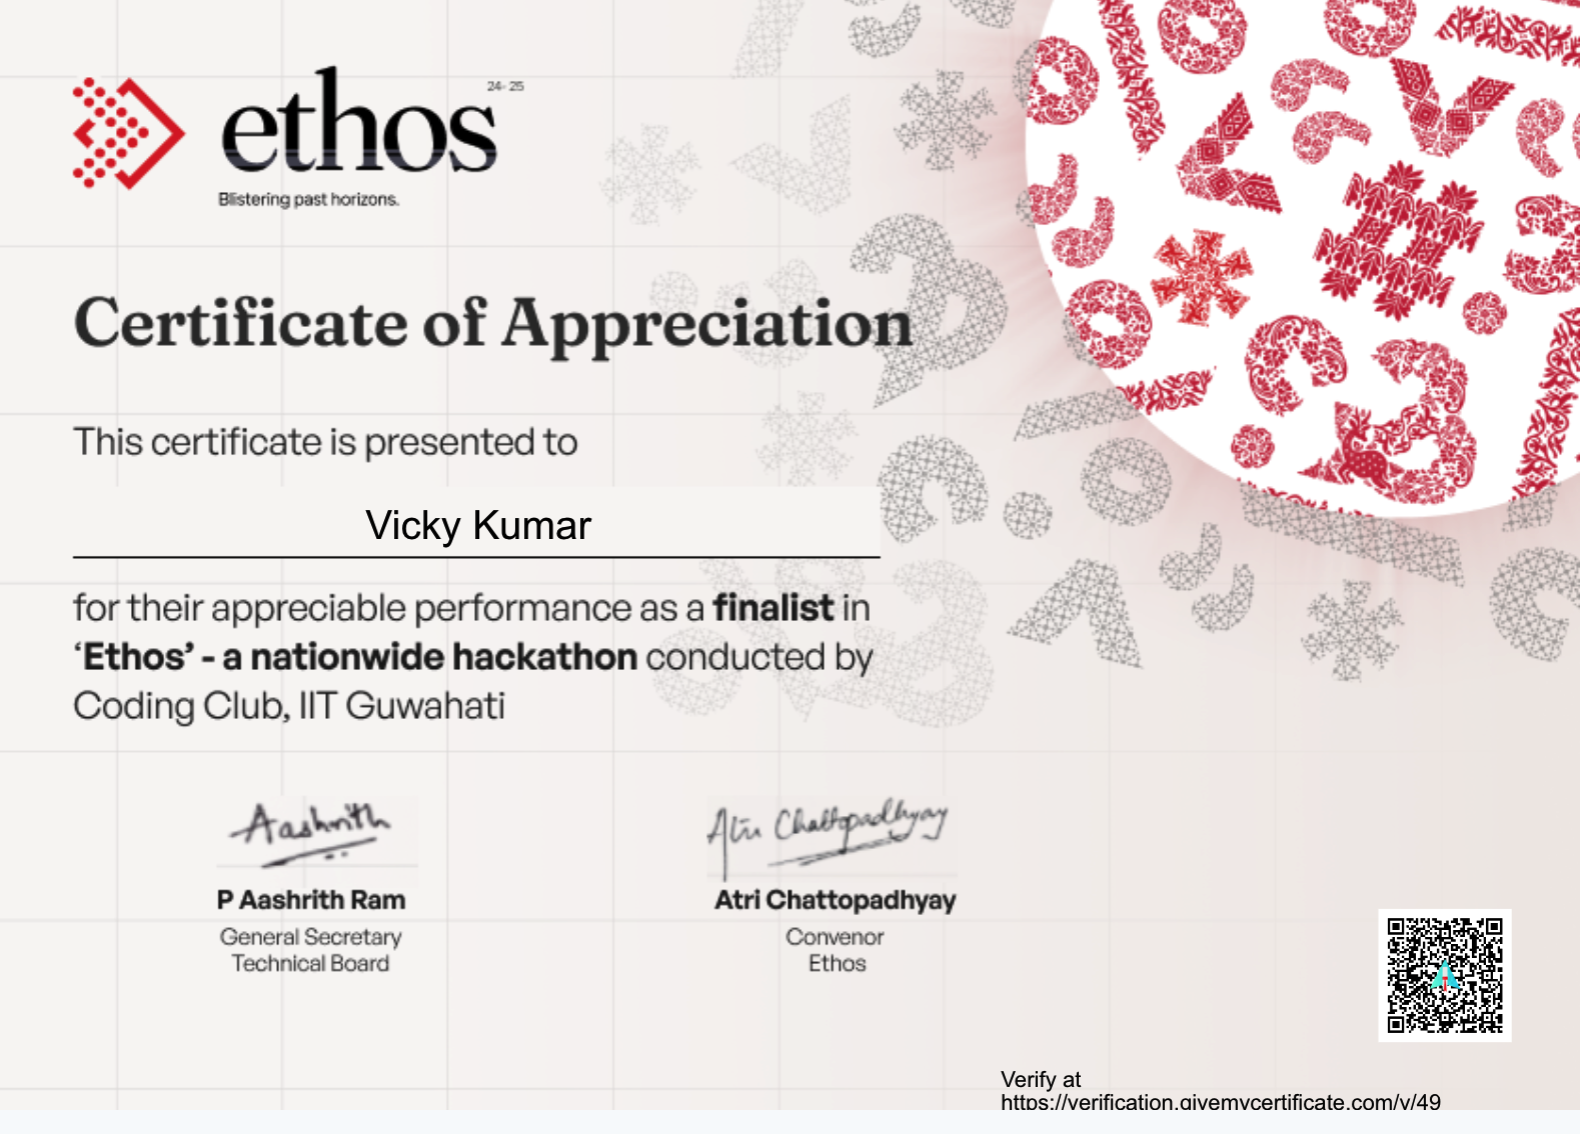 ethos
24- 25
Blistering past horizons.
Certificate of Appreciation
This certificate is presented to
Vicky Kumar
for their appreciable performance as a finalist in
‘Ethos’ - a nationwide hackathon conducted by
Coding Club, IIT Guwahati
Aashrith
Atri Chattopadhyay
P Aashrith Ram
Atri Chattopadhyay
General Secretary
Technical Board
Convenor
Ethos
Verify at
https://verification.givemycertificate.com/v/49